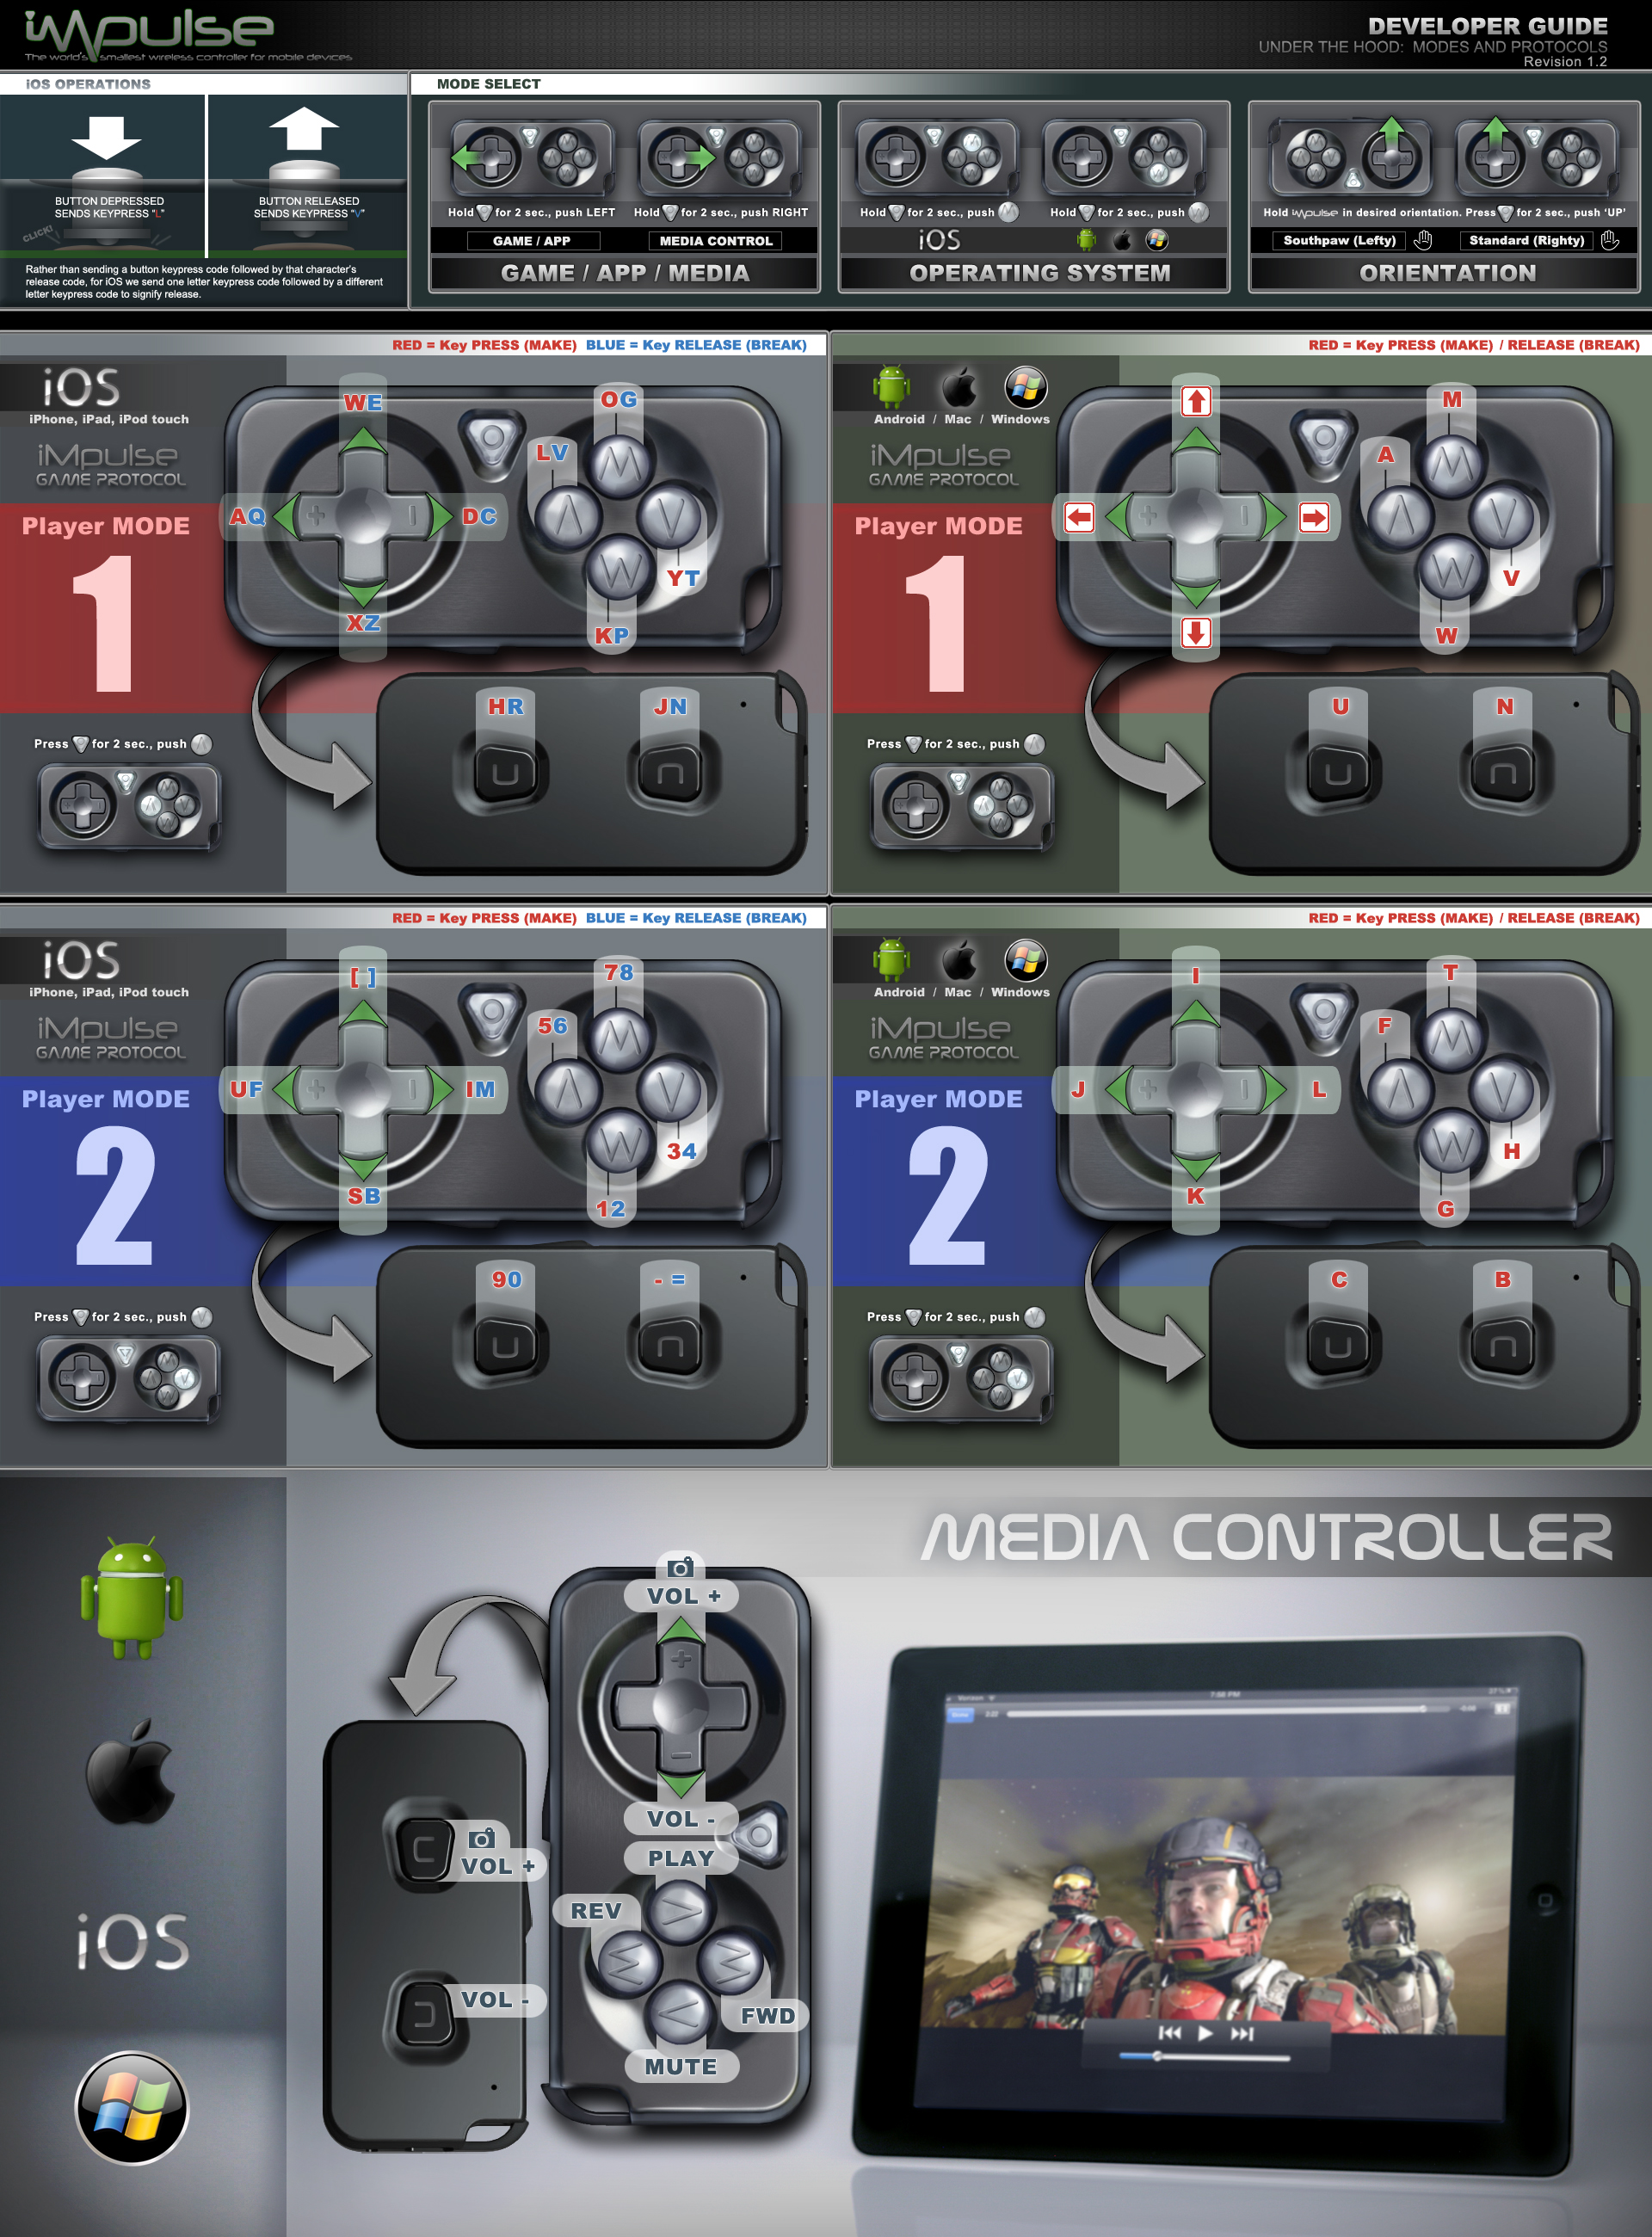 iMpulse
The world's smallest wireless controller for mobile devices
DEVELOPER GUIDE
UNDER THE HOOD: MODES AND PROTOCOLS
Revision 1.2
iOS OPERATIONS
BUTTON DEPRESSED
SENDS KEYPRESS "L"
CLICK!
BUTTON RELEASED
SENDS KEYPRESS "V"
Rather than sending a button keypress code followed by that character's
release code, for iOS we send one letter keypress code followed by a different
letter keypress code to signify release.
MODE SELECT
Hold for 2 sec., push LEFT
Hold for 2 sec., push RIGHT
GAME / APP
MEDIA CONTROL
GAME / APP / MEDIA
Hold for 2 sec., push M
Hold for 2 sec., push W
iOS
OPERATING SYSTEM
Hold iMpulse in desired orientation. Press for 2 sec., push 'UP'
Southpaw (Lefty)
Standard (Righty)
ORIENTATION
RED = Key PRESS (MAKE) BLUE = Key RELEASE (BREAK)
iOS
iPhone, iPad, iPod touch
iMpulse
GAME PROTOCOL
Player MODE
1
Press for 2 sec., push A
WE
AQ
DC
XZ
OG
LV
YT
KP
M
A
V
W
HR
JN
U
n
RED = Key PRESS (MAKE) / RELEASE (BREAK)
Android / Mac / Windows
iMpulse
GAME PROTOCOL
Player MODE
1
Press for 2 sec., push A
M
A
V
W
M
A
V
W
U
N
U
n
RED = Key PRESS (MAKE) BLUE = Key RELEASE (BREAK)
iOS
iPhone, iPad, iPod touch
iMpulse
GAME PROTOCOL
Player MODE
2
Press for 2 sec., push V
[ ]
UF
IM
SB
78
56
34
12
M
A
V
W
90
- =
U
n
RED = Key PRESS (MAKE) / RELEASE (BREAK)
Android / Mac / Windows
iMpulse
GAME PROTOCOL
Player MODE
2
Press for 2 sec., push V
I
J
L
K
T
F
H
G
M
A
V
W
C
B
U
n
MEDIA CONTROLLER
iOS
VOL +
VOL -
PLAY
REV
FWD
MUTE
VOL +
VOL -
7:58 PM